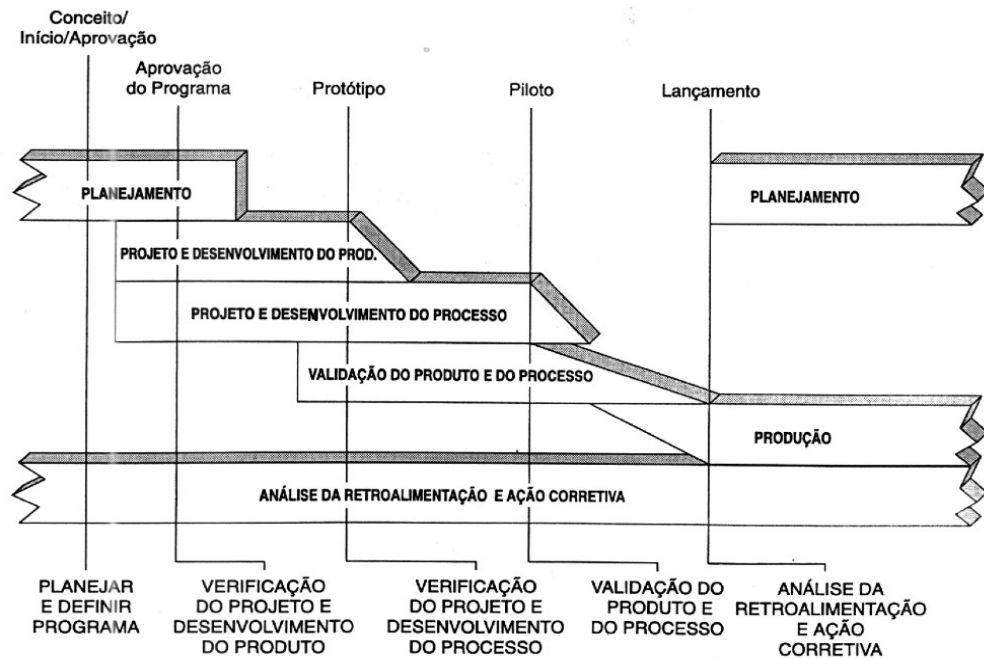 Conceito/
Início/Aprovação
Aprovação
do Programa
Protótipo
Piloto
Lançamento
PLANEJAMENTO
PLANEJAMENTO
PROJETO E DESENVOLVIMENTO DO PROD.
PROJETO E DESENVOLVIMENTO DO PROCESSO
VALIDAÇÃO DO PRODUTO E DO PROCESSO
PRODUÇÃO
ANÁLISE DA RETROALIMENTAÇÃO E AÇÃO CORRETIVA
PLANEJAR
E DEFINIR
PROGRAMA
VERIFICAÇÃO
DO PROJETO E
DESENVOLVIMENTO
DO PRODUTO
VERIFICAÇÃO
DO PROJETO E
DESENVOLVIMENTO
DO PROCESSO
VALIDAÇÃO DO
PRODUTO E
DO PROCESSO
ANÁLISE DA
RETROALIMENTAÇÃO
E AÇÃO
CORRETIVA